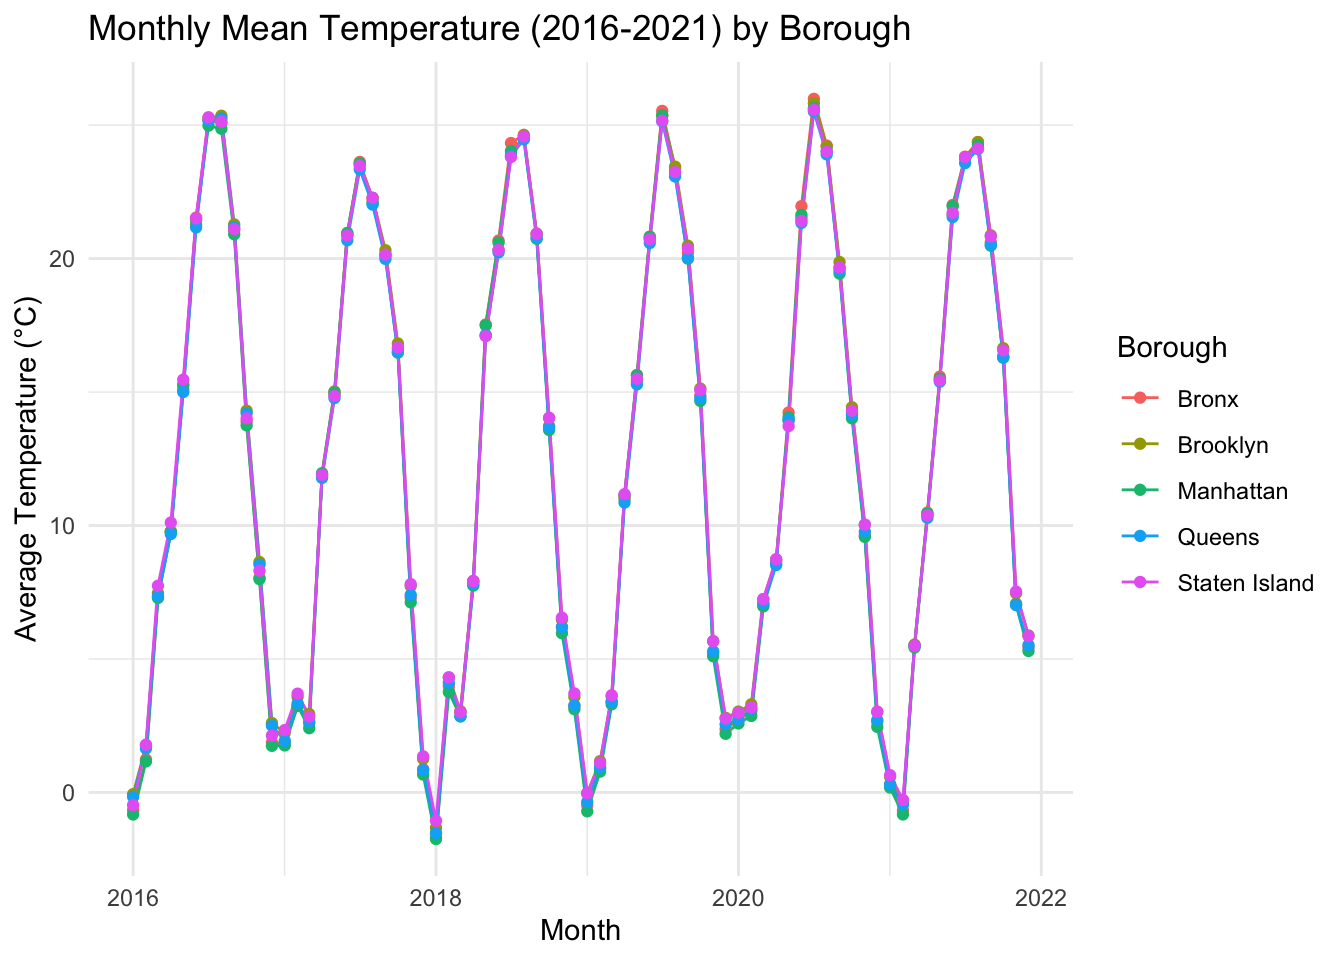 Monthly Mean Temperature (2016-2021) by Borough
Average Temperature (°C)
20
10
0
2016
2018
2020
2022
Month
Borough
Bronx
Brooklyn
Manhattan
Queens
Staten Island